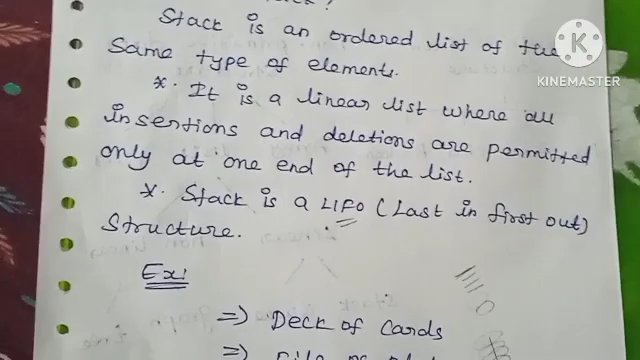 Stack is an ordered list of the
Same type of elements.
*. It is a linear list where all
insertions and deletions are permitted
only at one end of the list.
*. Stack is a LIFO (Last in first out)
Structure.
Ex:
=> Deck of Cards
=>
K
KINEMASTER